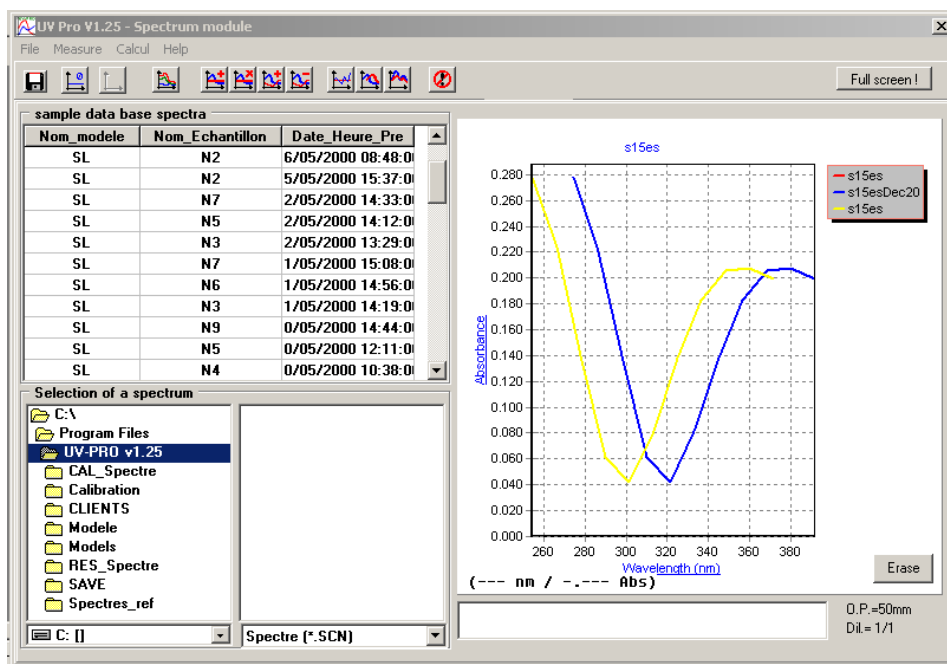 UV Pro V1.25 - Spectrum module
File Measure Calcul Help
Full screen !
sample data base spectra
Nom_modele Nom_Echantillon Date_Heure_Pre
SL N2 6/05/2000 08:48:0
SL N2 5/05/2000 15:37:0
SL N7 2/05/2000 14:33:0
SL N5 2/05/2000 14:12:0
SL N3 2/05/2000 13:29:0
SL N7 1/05/2000 15:08:0
SL N6 1/05/2000 14:56:0
SL N3 1/05/2000 14:19:0
SL N9 0/05/2000 14:44:0
SL N5 0/05/2000 12:11:0
SL N4 0/05/2000 10:38:0
Selection of a spectrum
C:\
Program Files
UV-PRO v1.25
CAL_Spectre
Calibration
CLIENTS
Modele
Models
RES_Spectre
SAVE
Spectres_ref
C: []
Spectre (*.SCN)
s15es
s15es
s15esDec20
s15es
0.280
0.260
0.240
0.220
0.200
0.180
0.160
0.140
0.120
0.100
0.080
0.060
0.040
0.020
0.000
Absorbance
260 280 300 320 340 360 380
Wavelength (nm)
(--- nm / -.--- Abs)
Erase
O.P.=50mm
Dil.= 1/1